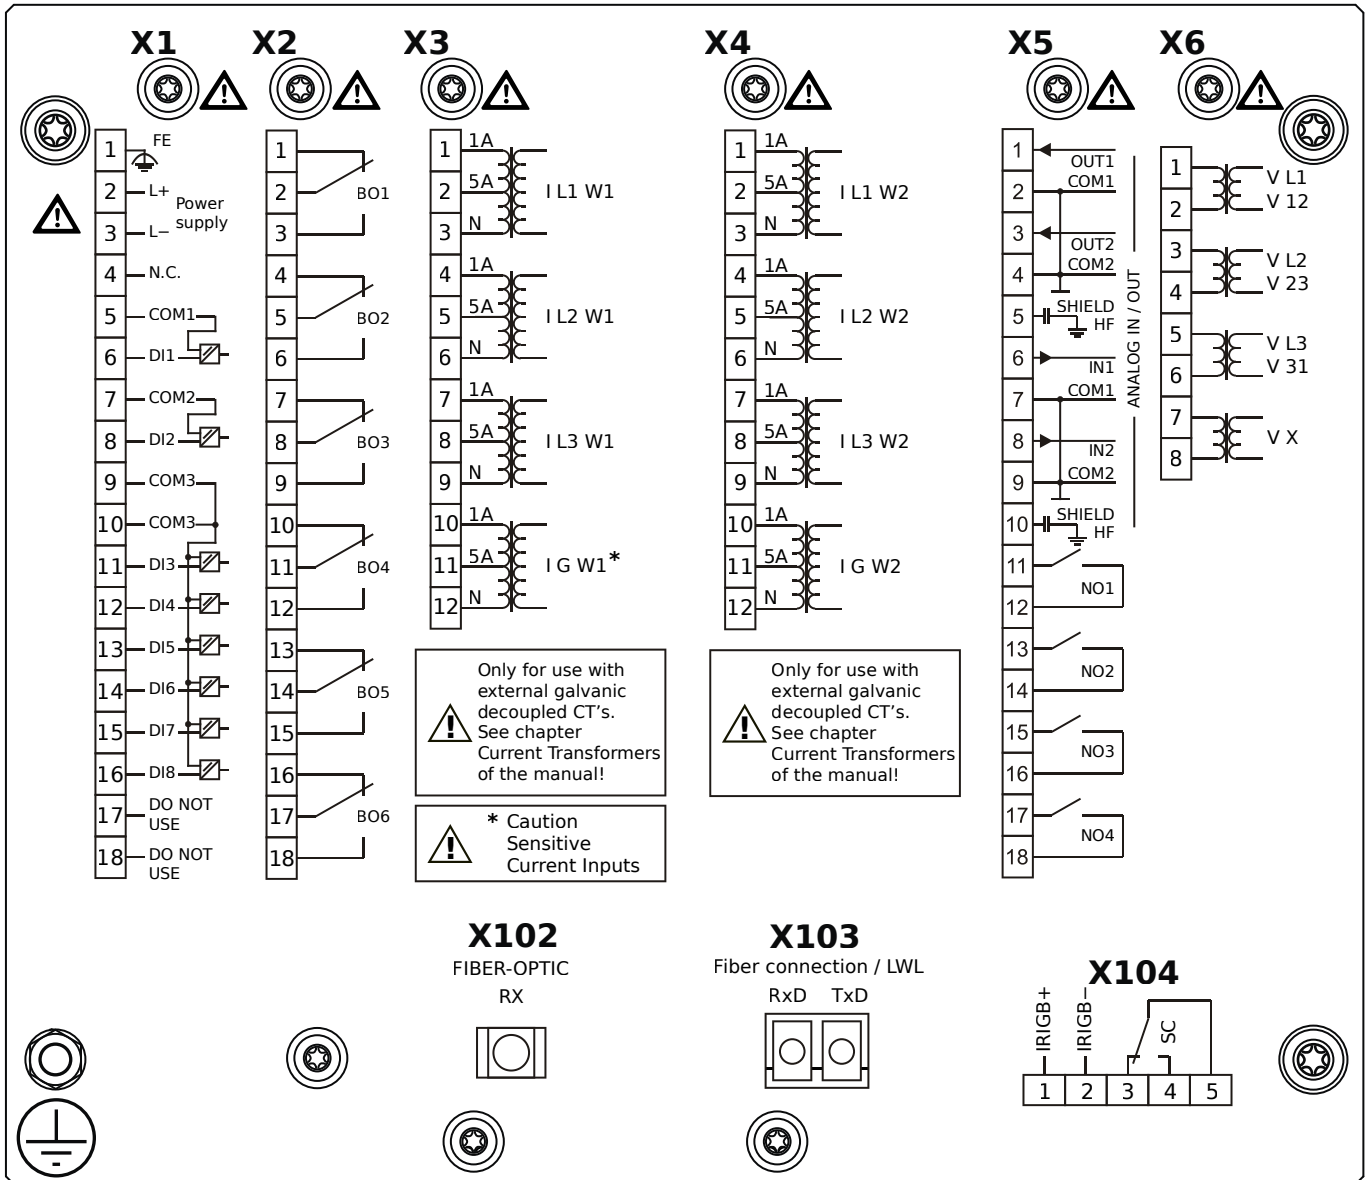 X1 X2 X3 X4 X5 X6
1 FE
2 L+
Power
supply
3 L−
4 N.C.
5 COM1
6 DI1
7 COM2
8 DI2
9 COM3
10 COM3
11 DI3
12 DI4
13 DI5
14 DI6
15 DI7
16 DI8
17 DO NOT
USE
18 DO NOT
USE
1
2 BO1
3
4
5 BO2
6
7
8 BO3
9
10
11 BO4
12
13
14 BO5
15
16
17 BO6
18
1 1A
2 5A I L1 W1
3 N
4 1A
5 5A I L2 W1
6 N
7 1A
8 5A I L3 W1
9 N
10 1A
11 5A I G W1*
12 N
Only for use with
external galvanic
decoupled CT's.
See chapter
Current Transformers
of the manual!
* Caution
Sensitive
Current Inputs
1 1A
2 5A I L1 W2
3 N
4 1A
5 5A I L2 W2
6 N
7 1A
8 5A I L3 W2
9 N
10 1A
11 5A I G W2
12 N
Only for use with
external galvanic
decoupled CT's.
See chapter
Current Transformers
of the manual!
1 OUT1
2 COM1
3 OUT2
4 COM2
5 SHIELD
HF
6 IN1
7 COM1
8 IN2
9 COM2
10 SHIELD
HF
ANALOG IN / OUT
11
NO1
12
13
NO2
14
15
NO3
16
17
NO4
18
1 V L1
2 V 12
3 V L2
4 V 23
5 V L3
6 V 31
7
V X
8
X102
FIBER-OPTIC
RX
X103
Fiber connection / LWL
RxD TxD
X104
IRIGB+ IRIGB− SC
1 2 3 4 5